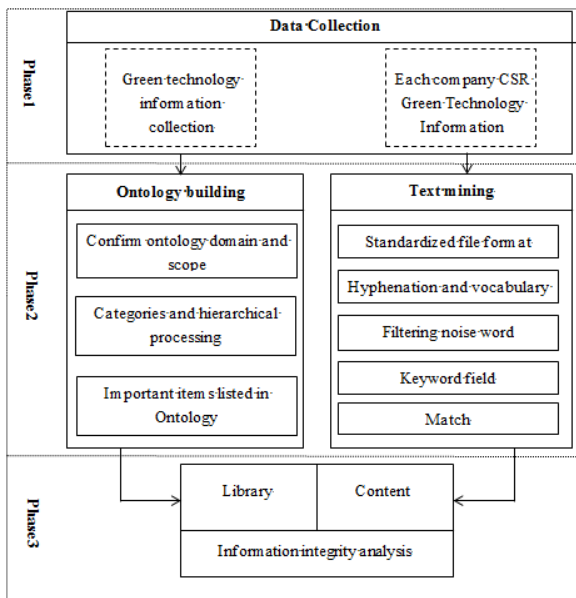 Data Collection
Phase1
Green technology
information
collection
Each company CSR
Green Technology
Information
Phase2
Ontology building
Confirm ontology domain and
scope
Categories and hierarchical
processing
Important items listed in
Ontology
Text mining
Standardized file format
Hyphenation and vocabulary
Filtering noise word
Keyword field
Match
Phase3
Library
Content
Information integrity analysis